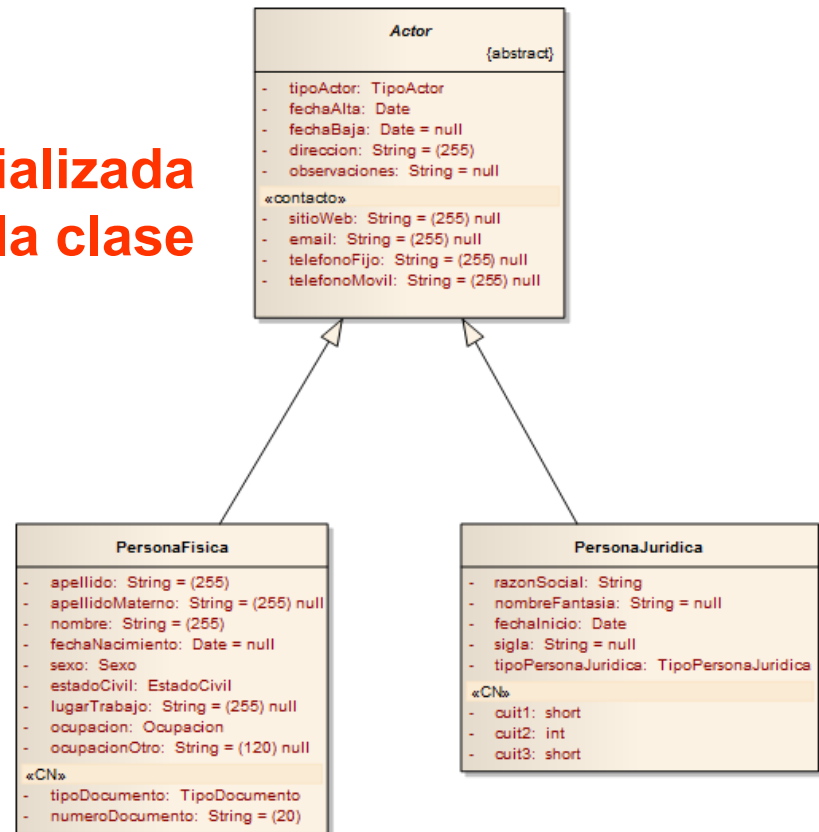 ializada
la clase
Actor
{abstract}
- tipoActor: TipoActor
- fechaAlta: Date
- fechaBaja: Date = null
- direccion: String = (255)
- observaciones: String = null
«contacto»
- sitioWeb: String = (255) null
- email: String = (255) null
- telefonoFijo: String = (255) null
- telefonoMovil: String = (255) null
PersonaFisica
- apellido: String = (255)
- apellidoMaterno: String = (255) null
- nombre: String = (255)
- fechaNacimiento: Date = null
- sexo: Sexo
- estadoCivil: EstadoCivil
- lugarTrabajo: String = (255) null
- ocupacion: Ocupacion
- ocupacionOtro: String = (120) null
«CN»
- tipoDocumento: TipoDocumento
- numeroDocumento: String = (20)
PersonaJuridica
- razonSocial: String
- nombreFantasia: String = null
- fechaInicio: Date
- sigla: String = null
- tipoPersonaJuridica: TipoPersonaJuridica
«CN»
- cuit1: short
- cuit2: int
- cuit3: short